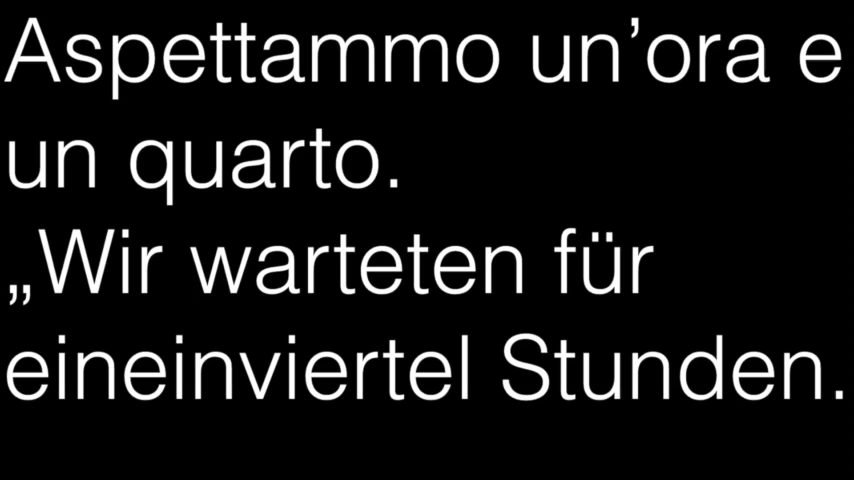 Aspettammo un’ora e
un quarto.
„Wir warteten für
eineinviertel Stunden.